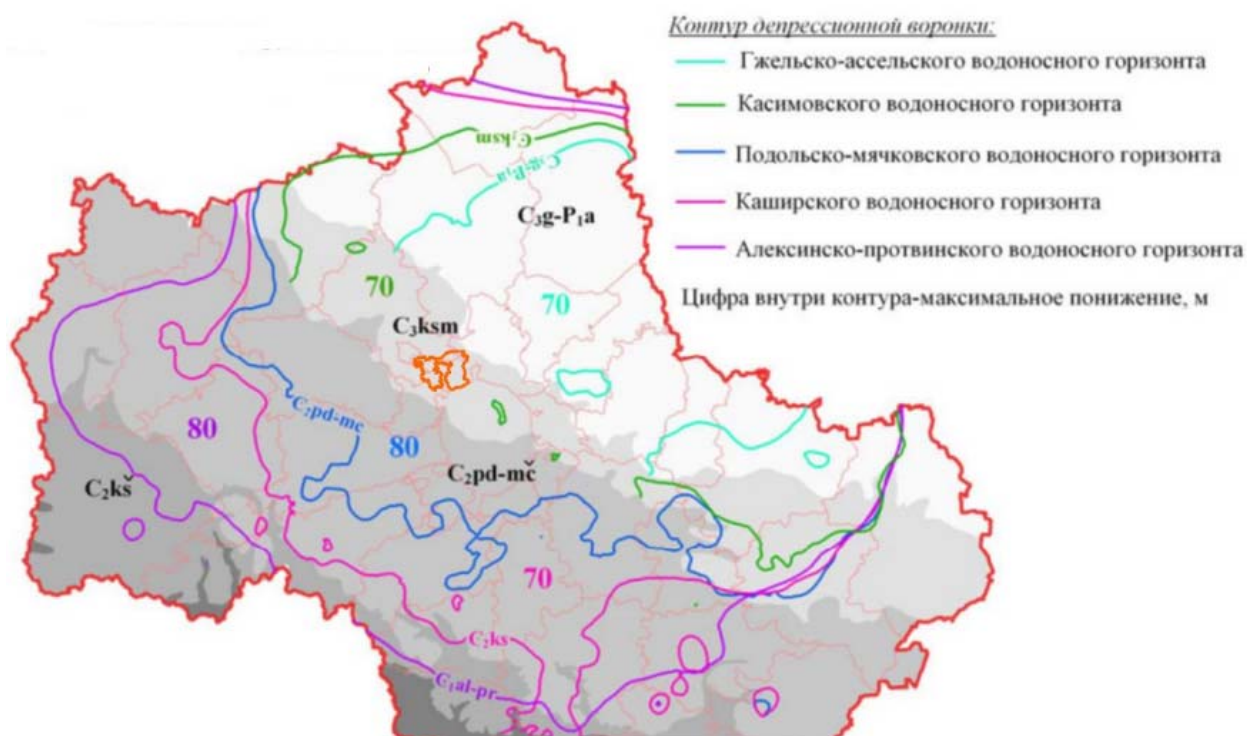 Контур депрессионной воронки:
Гжельско-ассельского водоносного горизонта
Касимовского водоносного горизонта
Подольско-мячковского водоносного горизонта
Каширского водоносного горизонта
Алексинско-протвинского водоносного горизонта
Цифра внутри контура-максимальное понижение, м
C₃ksm
C₃g-P₁a
C₃g-P₁a
70
70
C₃ksm
C₂pd-mc
80
80
C₂pd-mč
C₂kš
70
C₂ks
C₁al-pr